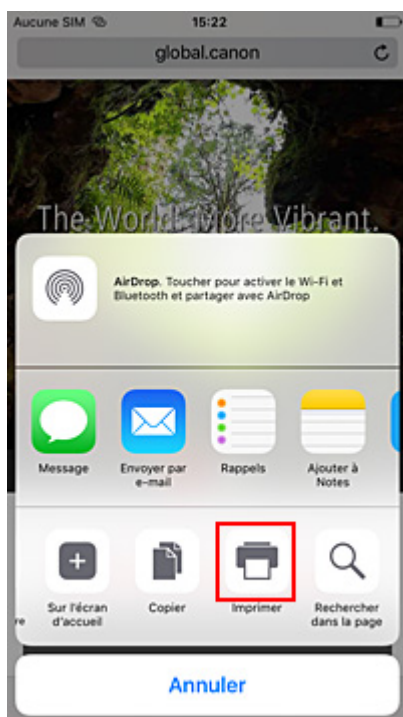 Aucune SIM 15:22
global.canon
The World. More Vibrant.
AirDrop. Toucher pour activer le Wi-Fi et
Bluetooth et partager avec AirDrop
Message
Envoyer par
e-mail
Rappels
Ajouter à
Notes
re
Sur l'écran
d'accueil
Copier
Imprimer
Rechercher
dans la page
Annuler